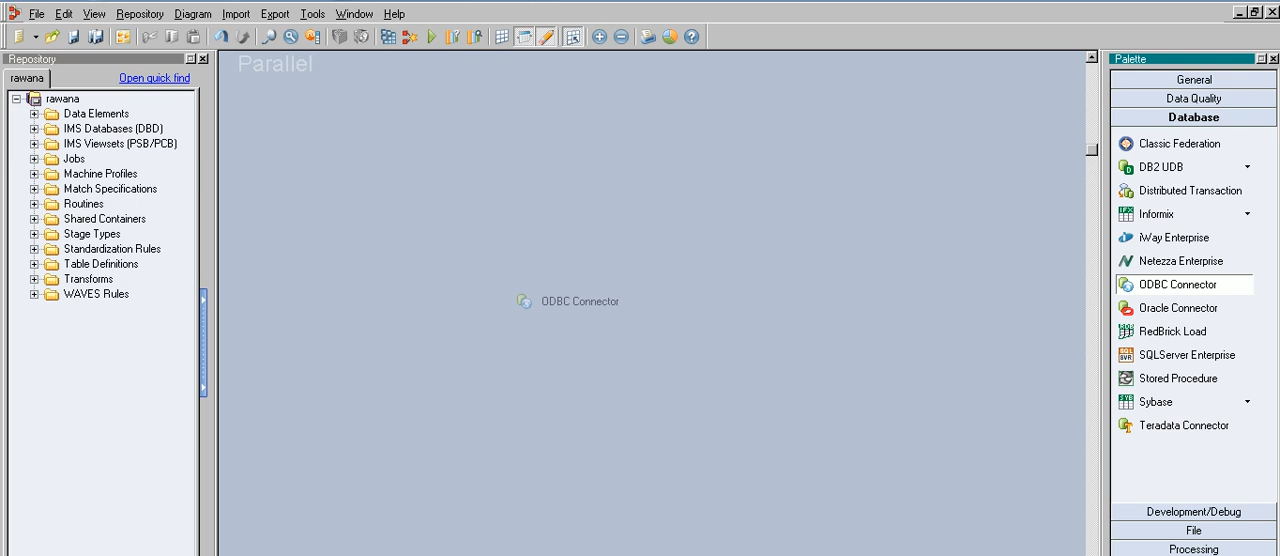 File Edit View Repository Diagram Import Export Tools Window Help
Repository
rawana Open quick find
rawana
Data Elements
IMS Databases (DBD)
IMS Viewsets (PSB/PCB)
Jobs
Machine Profiles
Match Specifications
Routines
Shared Containers
Stage Types
Standardization Rules
Table Definitions
Transforms
WAVES Rules
Parallel
ODBC Connector
Palette
General
Data Quality
Database
Classic Federation
DB2 UDB
Distributed Transaction
Informix
iWay Enterprise
Netezza Enterprise
ODBC Connector
Oracle Connector
RedBrick Load
SQLServer Enterprise
Stored Procedure
Sybase
Teradata Connector
Development/Debug
File
Processing